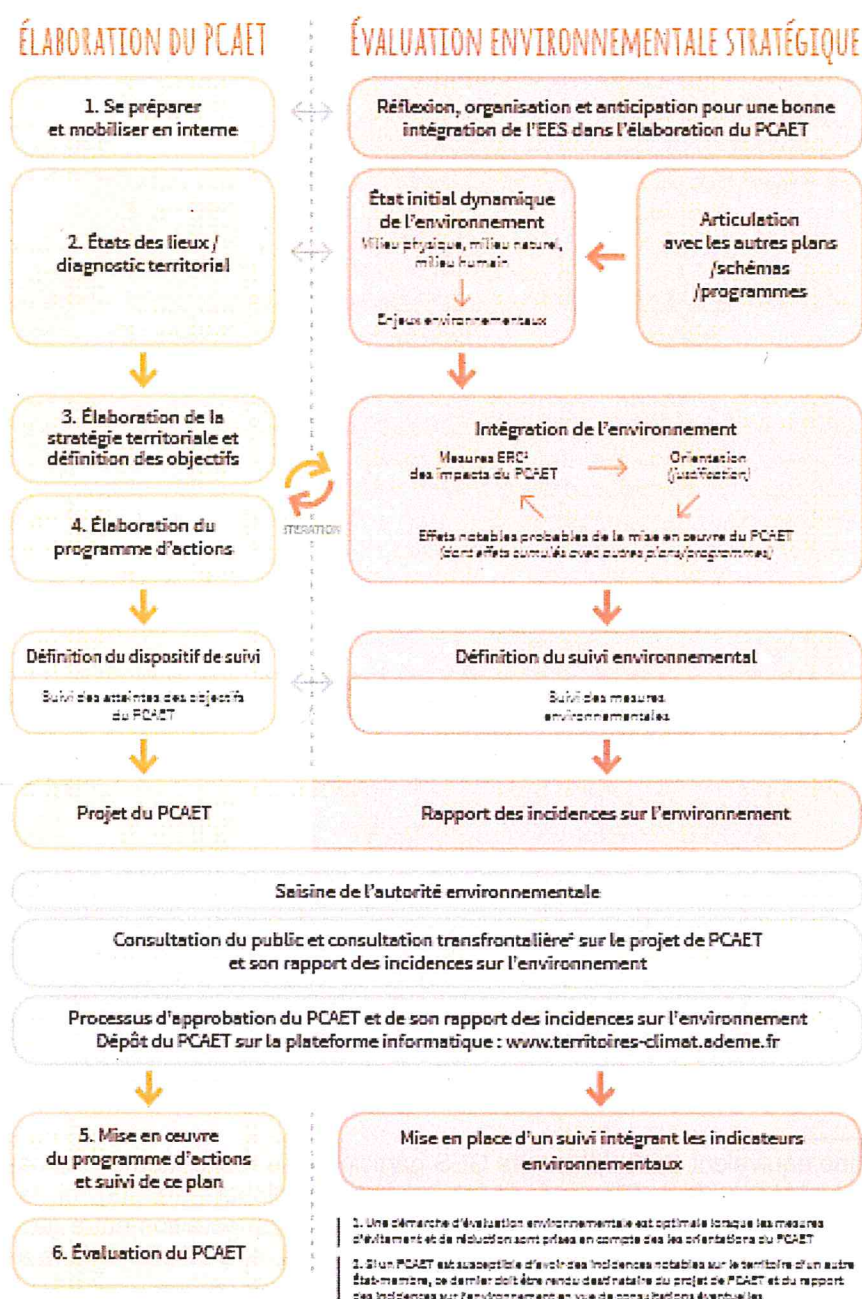 ÉLABORATION DU PCAET
ÉVALUATION ENVIRONNEMENTALE STRATÉGIQUE
1. Se préparer
et mobiliser en interne
Réflexion, organisation et anticipation pour une bonne
intégration de l'EES dans l'élaboration du PCAET
2. États des lieux /
diagnostic territorial
État initial dynamique
de l'environnement
Milieu physique, milieu naturel,
milieu humain
Enjeux environnementaux
Articulation
avec les autres plans
/schémas
/programmes
3. Élaboration de la
stratégie territoriale et
définition des objectifs
4. Élaboration du
programme d'actions
ITERATION
Intégration de l'environnement
Mesures ERC¹
des impacts du PCAET
Orientation
(justification)
Effets notables probables de la mise en œuvre du PCAET
(dont effets cumulés avec autres plans/programmes)
Définition du dispositif de suivi
Suivi des atteintes des objectifs
du PCAET
Définition du suivi environnemental
Suivi des mesures
environnementales
Projet du PCAET
Rapport des incidences sur l'environnement
Saisine de l'autorité environnementale
Consultation du public et consultation transfrontalière² sur le projet de PCAET
et son rapport des incidences sur l'environnement
Processus d'approbation du PCAET et de son rapport des incidences sur l'environnement
Dépôt du PCAET sur la plateforme informatique : www.territoires-climat.ademe.fr
5. Mise en œuvre
du programme d'actions
et suivi de ce plan
Mise en place d'un suivi intégrant les indicateurs
environnementaux
6. Évaluation du PCAET
1. Une démarche d'évaluation environnementale est optimale lorsque les mesures
d'évitement et de réduction sont prises en compte des les orientations du PCAET
2. Si un PCAET est susceptible d'avoir des incidences notables sur le territoire d'un autre
État-membre, ce dernier doit être rendu destinataire du projet de PCAET et du rapport
des incidences sur l'environnement en vue de consultations éventuelles